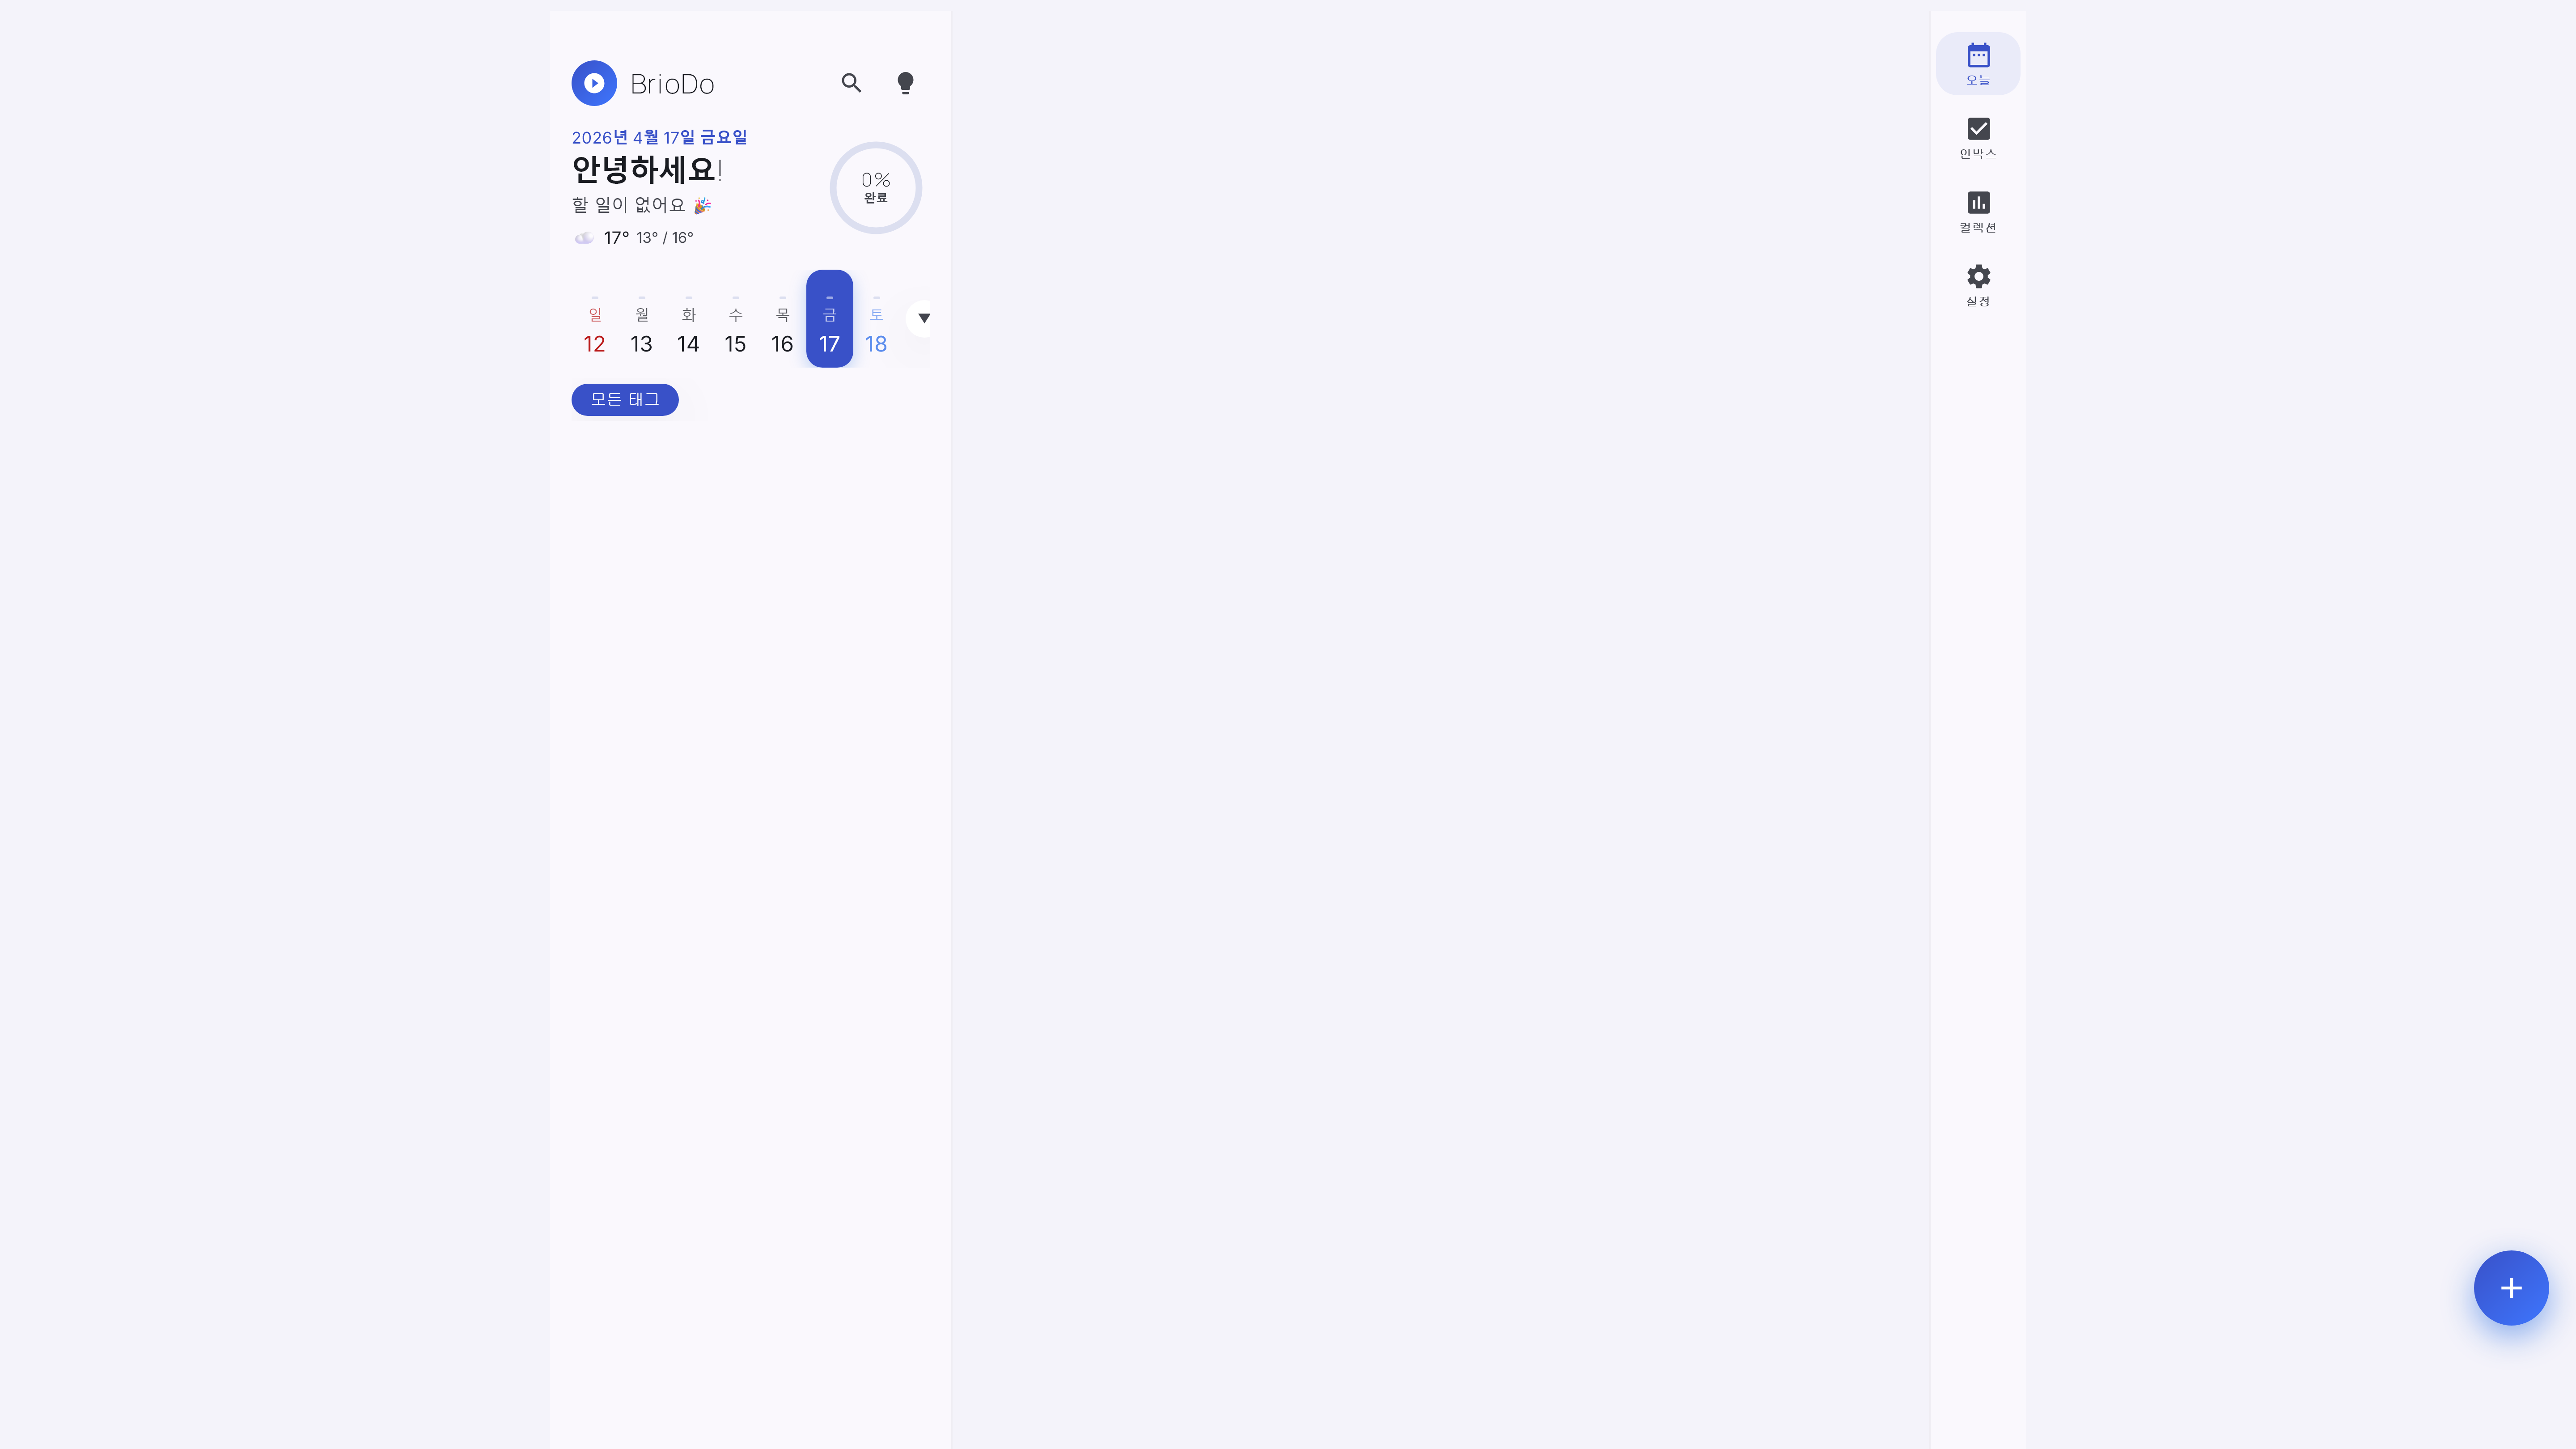 BrioDo
2026년 4월 17일 금요일
안녕하세요!
할 일이 없어요 🎉
17° 13° / 16°
0%
완료
일 월 화 수 목 금 토
12 13 14 15 16 17 18
모든 태그
오늘
인박스
컬렉션
설정